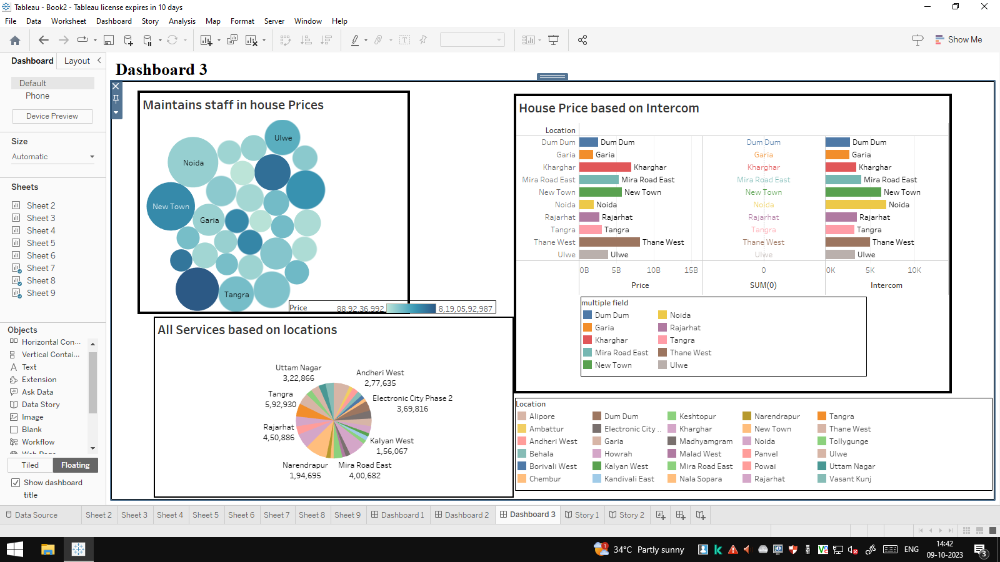 Tableau - Book2 - Tableau license expires in 10 days
File Data Worksheet Dashboard Story Analysis Map Format Server Window Help
Show Me
Dashboard Layout
Default
Phone
Device Preview
Size
Automatic
Sheets
Sheet 2
Sheet 3
Sheet 4
Sheet 5
Sheet 6
Sheet 7
Sheet 8
Sheet 9
Objects
Horizontal Con...
Vertical Contai...
Text
Extension
Ask Data
Data Story
Image
Blank
Workflow
Web Page
Tiled Floating
Show dashboard
title
Dashboard 3
Maintains staff in house Prices
Ulwe
Noida
New Town
Garia
Tangra
Price 88,92,36,992 8,19,05,92,987
House Price based on Intercom
Location
Dum Dum Dum Dum Dum Dum Dum Dum
Garia Garia Garia Garia
Kharghar Kharghar Kharghar Kharghar
Mira Road East Mira Road East Mira Road East Mira Road East
New Town New Town New Town New Town
Noida Noida Noida Noida
Rajarhat Rajarhat Rajarhat Rajarhat
Tangra Tangra Tangra Tangra
Thane West Thane West Thane West Thane West
Ulwe Ulwe Ulwe Ulwe
0B 5B 10B 15B 0 0K 5K 10K
Price SUM(0) Intercom
multiple field
Dum Dum Noida
Garia Rajarhat
Kharghar Tangra
Mira Road East Thane West
New Town Ulwe
All Services based on locations
Uttam Nagar
3,22,866
Andheri West
2,77,635
Tangra
5,92,930
Electronic City Phase 2
3,69,816
Rajarhat
4,50,886
Kalyan West
1,56,067
Narendrapur
1,94,695
Mira Road East
4,00,682
Location
Alipore Dum Dum Keshtopur Narendrapur Tangra
Ambattur Electronic City .. Kharghar New Town Thane West
Andheri West Garia Madhyamgram Noida Tollygunge
Behala Howrah Malad West Panvel Ulwe
Borivali West Kalyan West Mira Road East Powai Uttam Nagar
Chembur Kandivali East Nala Sopara Rajarhat Vasant Kunj
Data Source Sheet 2 Sheet 3 Sheet 4 Sheet 5 Sheet 6 Sheet 7 Sheet 8 Sheet 9 Dashboard 1 Dashboard 2 Dashboard 3 Story 1 Story 2
1 34°C Partly sunny ENG 14:42
09-10-2023
3